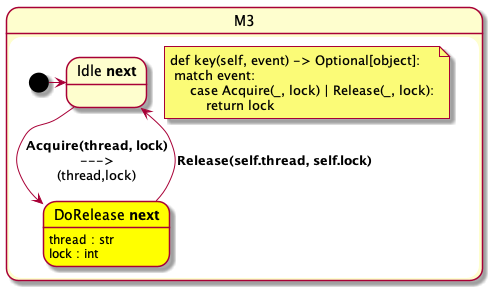 M3
Idle next
def key(self, event) -> Optional[object]:
match event:
case Acquire(_, lock) | Release(_, lock):
return lock
Acquire(thread, lock)
--->
(thread,lock)
Release(self.thread, self.lock)
DoRelease next
thread : str
lock : int